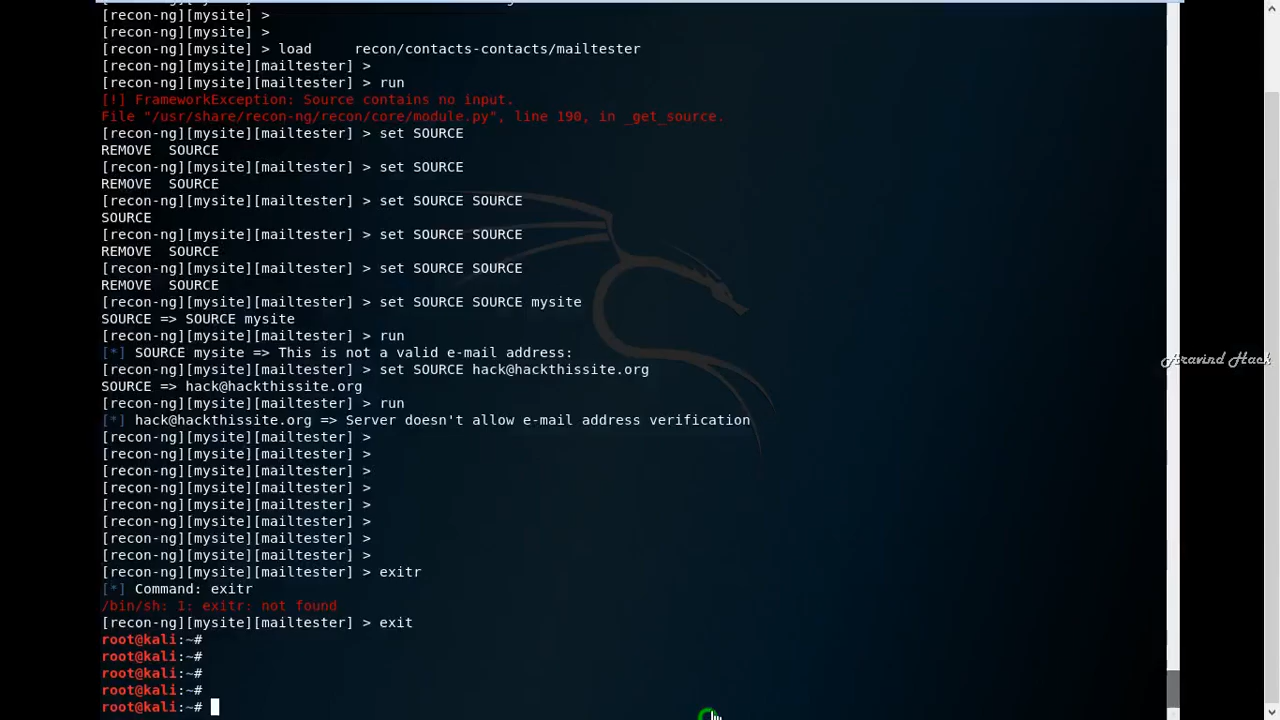 [recon-ng][mysite] >
[recon-ng][mysite] >
[recon-ng][mysite] > load     recon/contacts-contacts/mailtester
[recon-ng][mysite][mailtester] >
[recon-ng][mysite][mailtester] > run
[!] FrameworkException: Source contains no input.
File "/usr/share/recon-ng/recon/core/module.py", line 190, in _get_source.
[recon-ng][mysite][mailtester] > set SOURCE
REMOVE  SOURCE
[recon-ng][mysite][mailtester] > set SOURCE
REMOVE  SOURCE
[recon-ng][mysite][mailtester] > set SOURCE SOURCE
SOURCE
[recon-ng][mysite][mailtester] > set SOURCE SOURCE
REMOVE  SOURCE
[recon-ng][mysite][mailtester] > set SOURCE SOURCE
REMOVE  SOURCE
[recon-ng][mysite][mailtester] > set SOURCE SOURCE mysite
SOURCE => SOURCE mysite
[recon-ng][mysite][mailtester] > run
[*] SOURCE mysite => This is not a valid e-mail address:
[recon-ng][mysite][mailtester] > set SOURCE hack@hackthissite.org
SOURCE => hack@hackthissite.org
[recon-ng][mysite][mailtester] > run
[*] hack@hackthissite.org => Server doesn't allow e-mail address verification
[recon-ng][mysite][mailtester] >
[recon-ng][mysite][mailtester] >
[recon-ng][mysite][mailtester] >
[recon-ng][mysite][mailtester] >
[recon-ng][mysite][mailtester] >
[recon-ng][mysite][mailtester] >
[recon-ng][mysite][mailtester] >
[recon-ng][mysite][mailtester] >
[recon-ng][mysite][mailtester] > exitr
[*] Command: exitr
/bin/sh: 1: exitr: not found
[recon-ng][mysite][mailtester] > exit
root@kali:~#
root@kali:~#
root@kali:~#
root@kali:~#
root@kali:~#
Aravind Hack